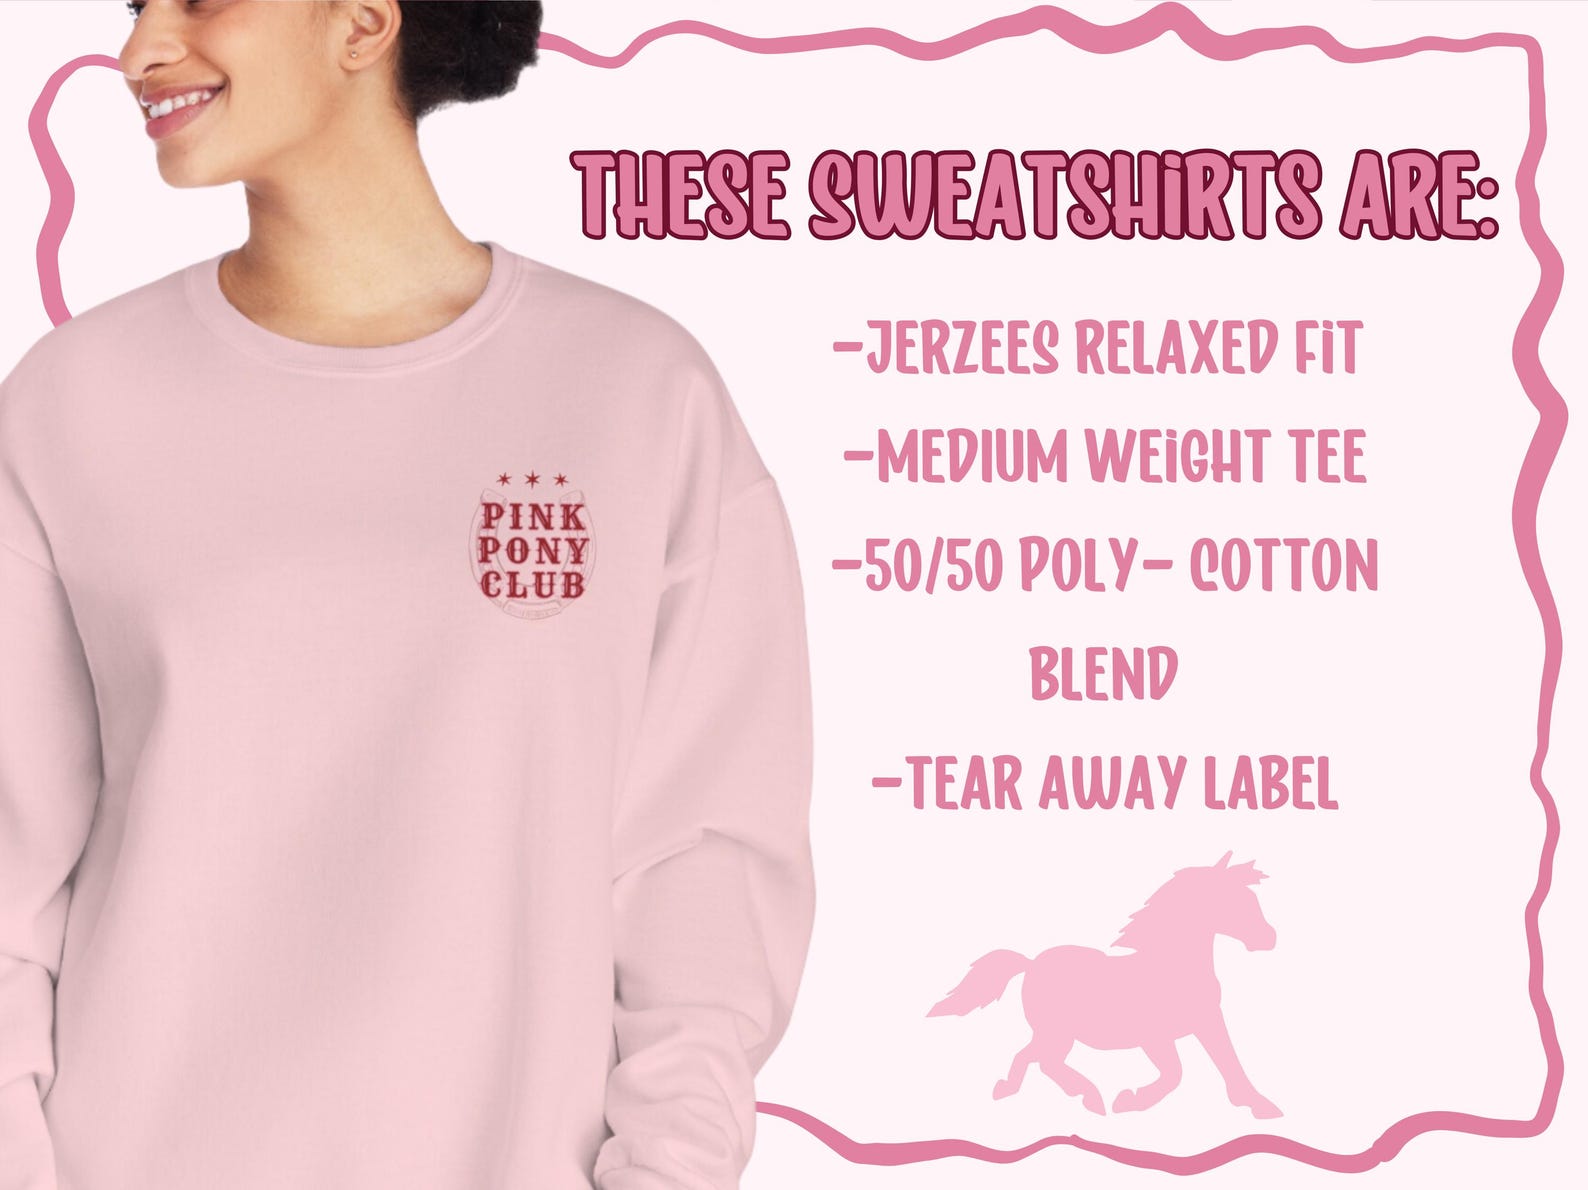 THESE SWEATSHIRTS ARE:
-JERZEES RELAXED FIT
-MEDIUM WEIGHT TEE
-50/50 POLY- COTTON
BLEND
-TEAR AWAY LABEL
PINK
PONY
CLUB